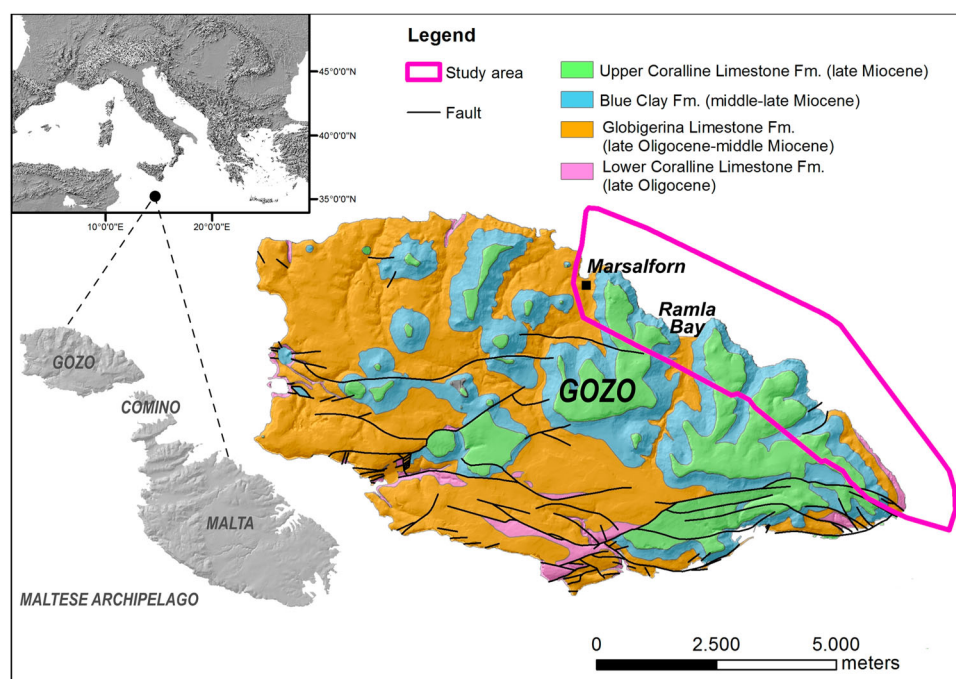 Legend
Study area
Fault
Upper Coralline Limestone Fm. (late Miocene)
Blue Clay Fm. (middle-late Miocene)
Globigerina Limestone Fm.
(late Oligocene-middle Miocene)
Lower Coralline Limestone Fm.
(late Oligocene)
45°0'0"N
40°0'0"N
35°0'0"N
10°0'0"E
20°0'0"E
Marsalforn
Ramla
Bay
GOZO
GOZO
COMINO
MALTA
MALTESE ARCHIPELAGO
0
2.500
5.000
meters